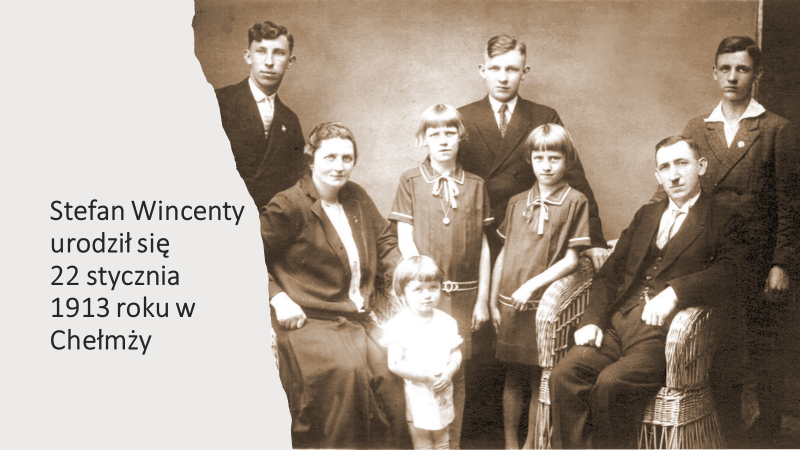 Stefan Wincenty
urodził się
22 stycznia
1913 roku w
Chełmży